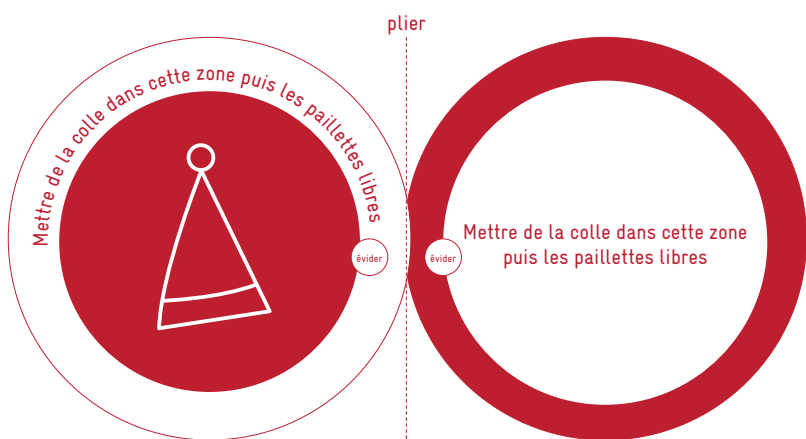 plier
Mettre de la colle dans cette zone puis les paillettes libres
évider
évider
Mettre de la colle dans cette zone
puis les paillettes libres